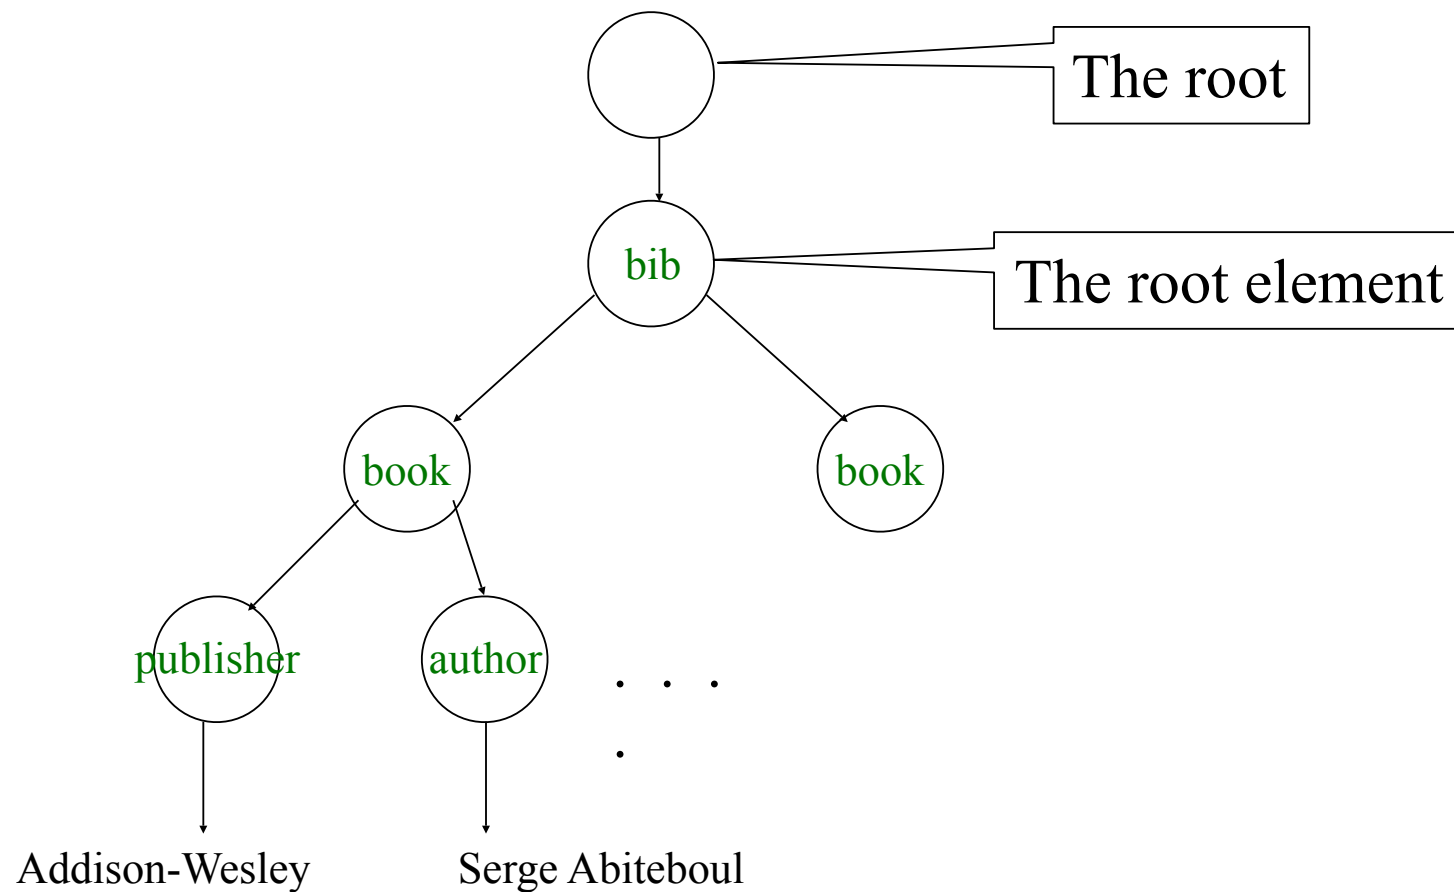 The root
bib
The root element
book
book
publisher
author
. . .
.
Addison-Wesley
Serge Abiteboul